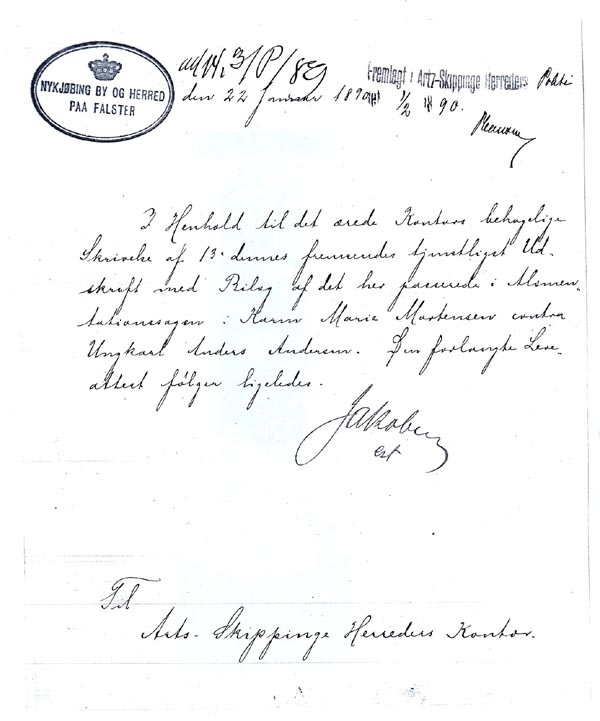 NYKJØBING BY OG HERRED
PAA FALSTER
den 22 Januar 1890
Fremlagt i Artz-Skippinge Herreders Politi
1/2 1890.
I Henhold til det ærede Kontors behagelige
Skrivelse af 13. dennes fremsendes tjenstligst Ud-
skrift med Bilag af det her passerede i Alimen-
tationssagen: Karen Marie Mortensen contra
Ungkarl Anders Andersen. Den forlangte Leve-
attest følger ligeledes.
Jakobsen
cst
Til
Arts-Skippinge Herreders Kontor.